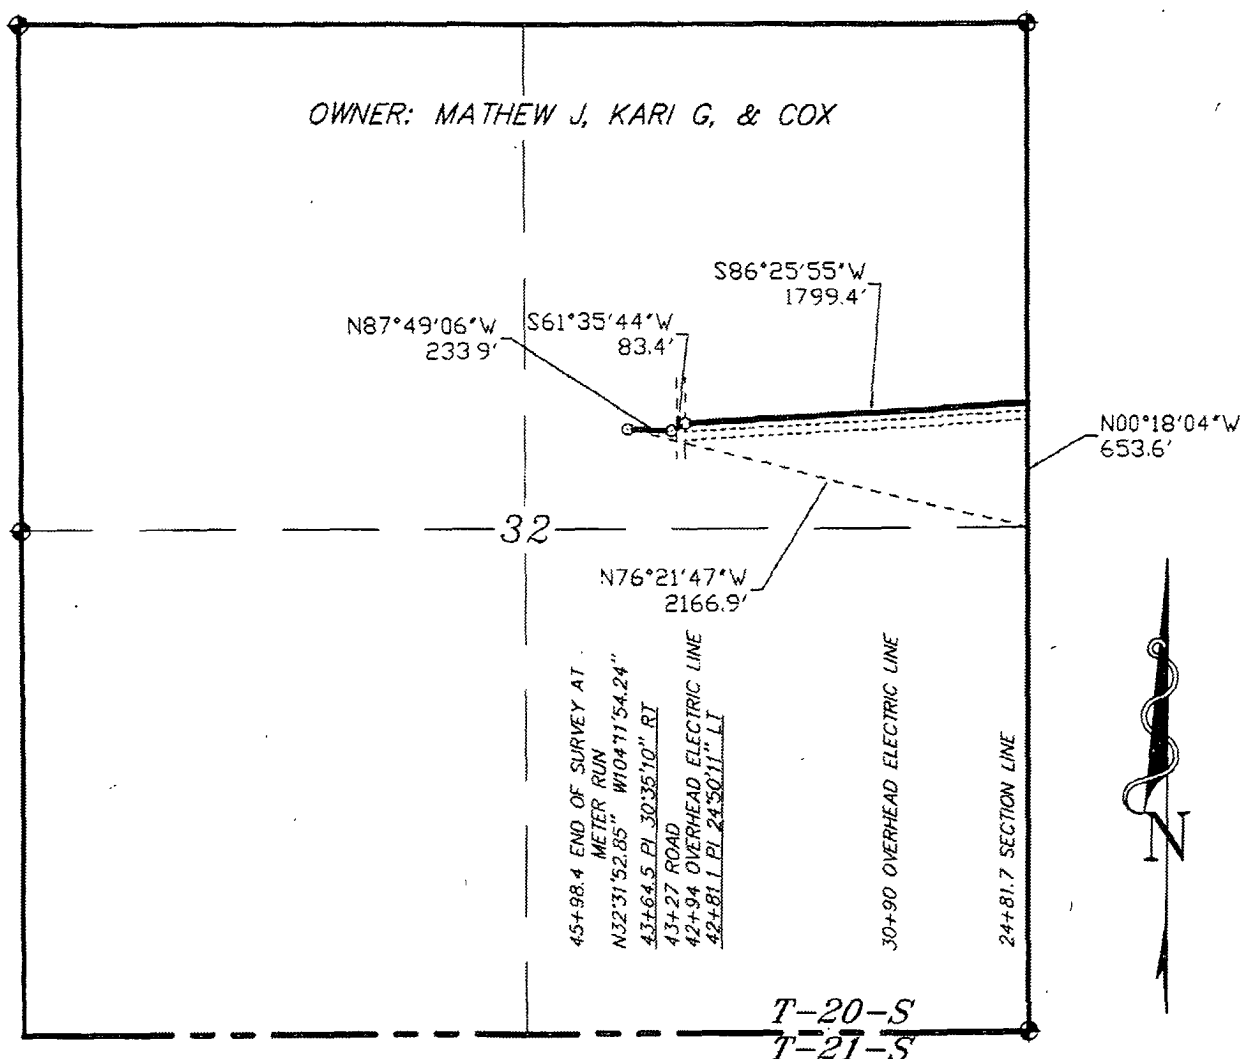 OWNER: MATHEW J, KARI G, & COX
S86°25'55"W
1799.4'
N87°49'06"W
233 9'
S61°35'44"W
83.4'
N00°18'04"W
653.6'
32
N76°21'47"W
2166.9'
45+98.4 END OF SURVEY AT
METER RUN
N32°31'52.85" W104°11'54.24"
43+64.5 PI 30°35'10" RT
43+27 ROAD
42+94 OVERHEAD ELECTRIC LINE
42+81.1 PI 24°50'11" LT
30+90 OVERHEAD ELECTRIC LINE
24+81.7 SECTION LINE
N
T-20-S
T-21-S